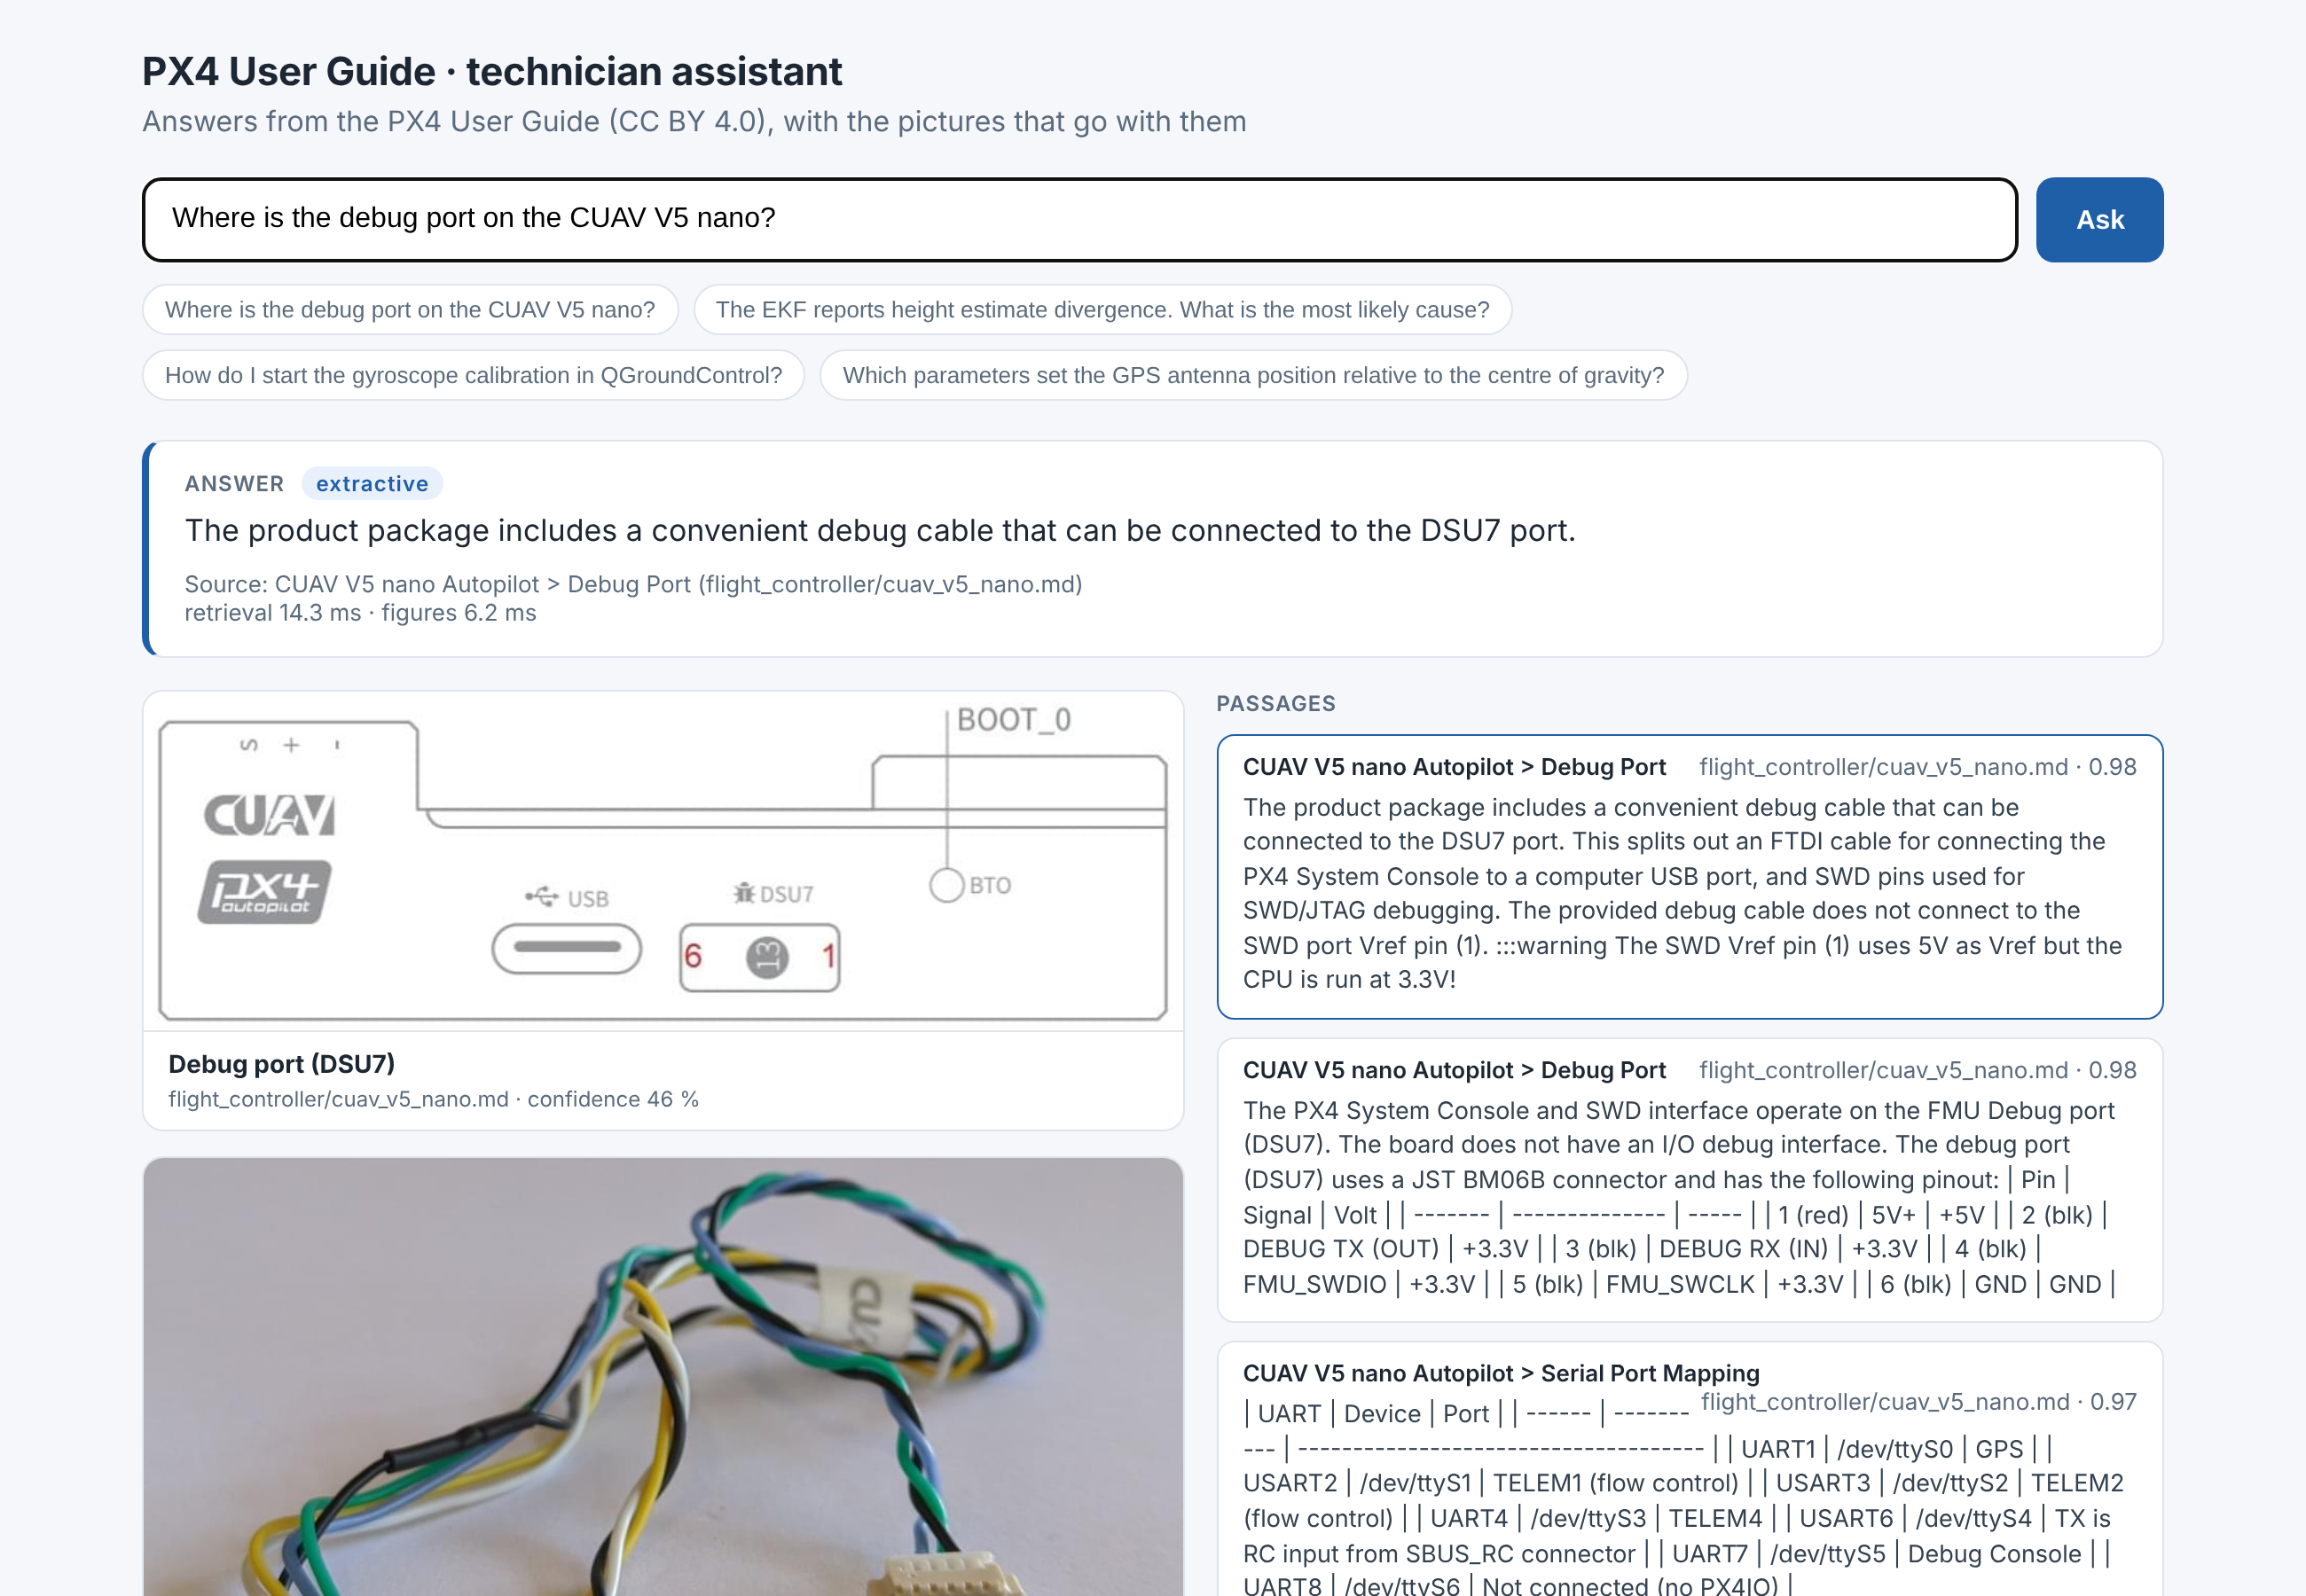 PX4 User Guide · technician assistant
Answers from the PX4 User Guide (CC BY 4.0), with the pictures that go with them
Where is the debug port on the CUAV V5 nano?
Ask
Where is the debug port on the CUAV V5 nano?
The EKF reports height estimate divergence. What is the most likely cause?
How do I start the gyroscope calibration in QGroundControl?
Which parameters set the GPS antenna position relative to the centre of gravity?
ANSWER extractive
The product package includes a convenient debug cable that can be connected to the DSU7 port.
Source: CUAV V5 nano Autopilot > Debug Port (flight_controller/cuav_v5_nano.md)
retrieval 14.3 ms · figures 6.2 ms
BOOT_0
S + -
CUAV
px4
autopilot
USB
DSU7
BTO
6 13 1
Debug port (DSU7)
flight_controller/cuav_v5_nano.md · confidence 46 %
CUAV
PASSAGES
CUAV V5 nano Autopilot > Debug Port flight_controller/cuav_v5_nano.md · 0.98
The product package includes a convenient debug cable that can be
connected to the DSU7 port. This splits out an FTDI cable for connecting the
PX4 System Console to a computer USB port, and SWD pins used for
SWD/JTAG debugging. The provided debug cable does not connect to the
SWD port Vref pin (1). :::warning The SWD Vref pin (1) uses 5V as Vref but the
CPU is run at 3.3V!
CUAV V5 nano Autopilot > Debug Port flight_controller/cuav_v5_nano.md · 0.98
The PX4 System Console and SWD interface operate on the FMU Debug port
(DSU7). The board does not have an I/O debug interface. The debug port
(DSU7) uses a JST BM06B connector and has the following pinout: | Pin |
Signal | Volt | | ------- | -------------- | ----- | | 1 (red) | 5V+ | +5V | | 2 (blk) |
DEBUG TX (OUT) | +3.3V | | 3 (blk) | DEBUG RX (IN) | +3.3V | | 4 (blk) |
FMU_SWDIO | +3.3V | | 5 (blk) | FMU_SWCLK | +3.3V | | 6 (blk) | GND | GND |
CUAV V5 nano Autopilot > Serial Port Mapping
flight_controller/cuav_v5_nano.md · 0.97
| UART | Device | Port | | ------ | -------
--- | ------------------------------------- | | UART1 | /dev/ttyS0 | GPS | |
USART2 | /dev/ttyS1 | TELEM1 (flow control) | | USART3 | /dev/ttyS2 | TELEM2
(flow control) | | UART4 | /dev/ttyS3 | TELEM4 | | USART6 | /dev/ttyS4 | TX is
RC input from SBUS_RC connector | | UART7 | /dev/ttyS5 | Debug Console | |
UART8 | /dev/ttyS6 | Not connected (no PX4IO) |